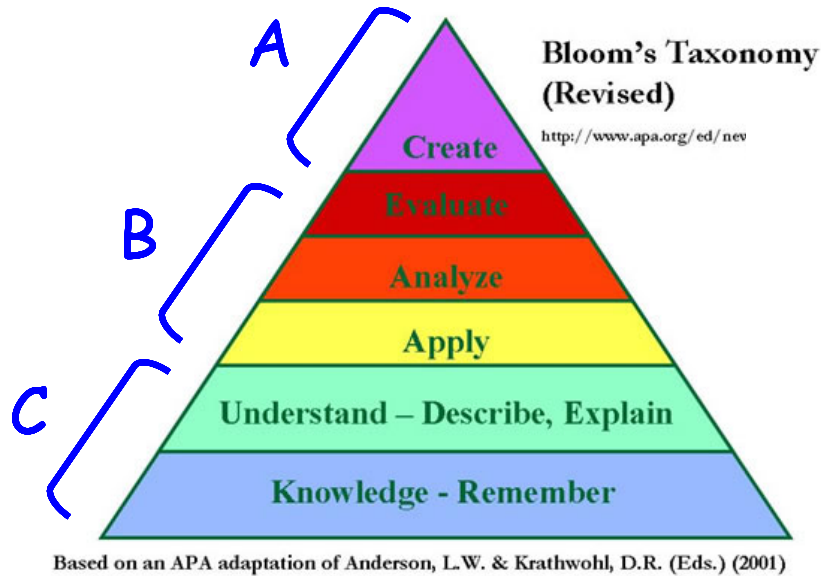 A
Bloom's Taxonomy
(Revised)
http://www.apa.org/ed/nev
Create
B
Evaluate
Analyze
Apply
C
Understand – Describe, Explain
Knowledge - Remember
Based on an APA adaptation of Anderson, L.W. & Krathwohl, D.R. (Eds.) (2001)